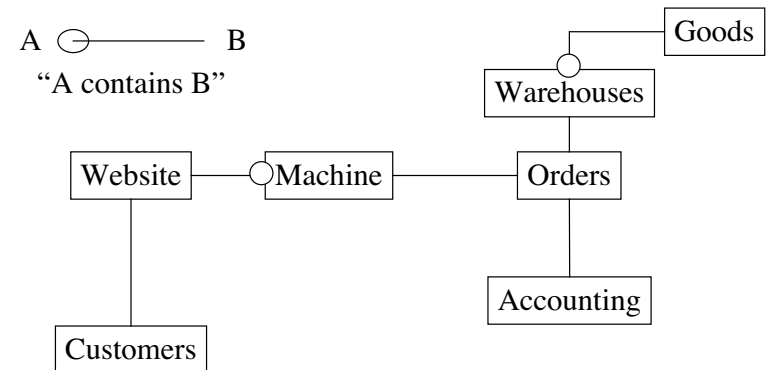 Goods
A B
“A contains B”
Warehouses
Website Machine Orders
Accounting
Customers